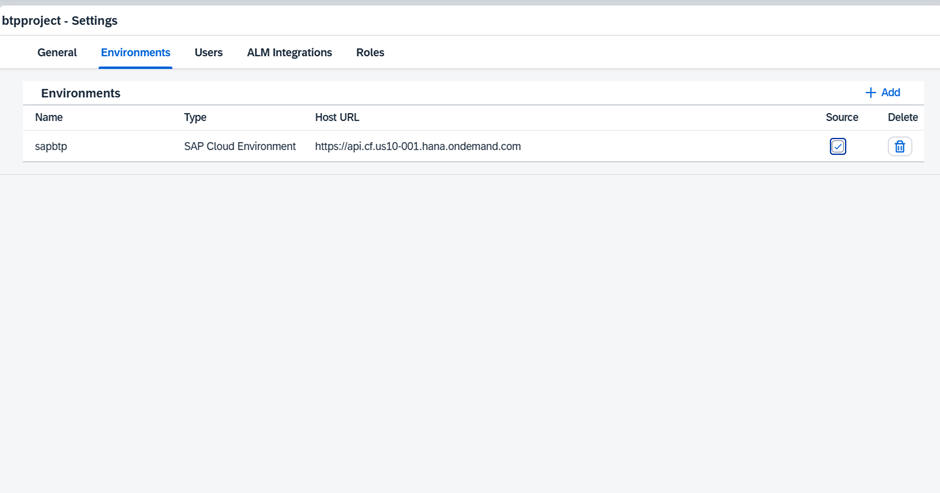 btpproject - Settings
General Environments Users ALM Integrations Roles
Environments + Add
Name Type Host URL Source Delete
sapbtp SAP Cloud Environment https://api.cf.us10-001.hana.ondemand.com